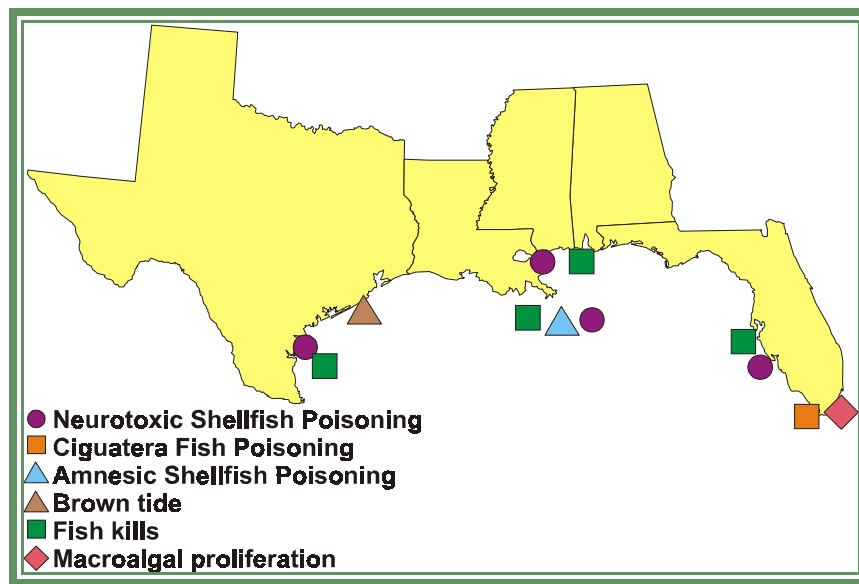 Neurotoxic Shellfish Poisoning
Ciguatera Fish Poisoning
Amnesic Shellfish Poisoning
Brown tide
Fish kills
Macroalgal proliferation